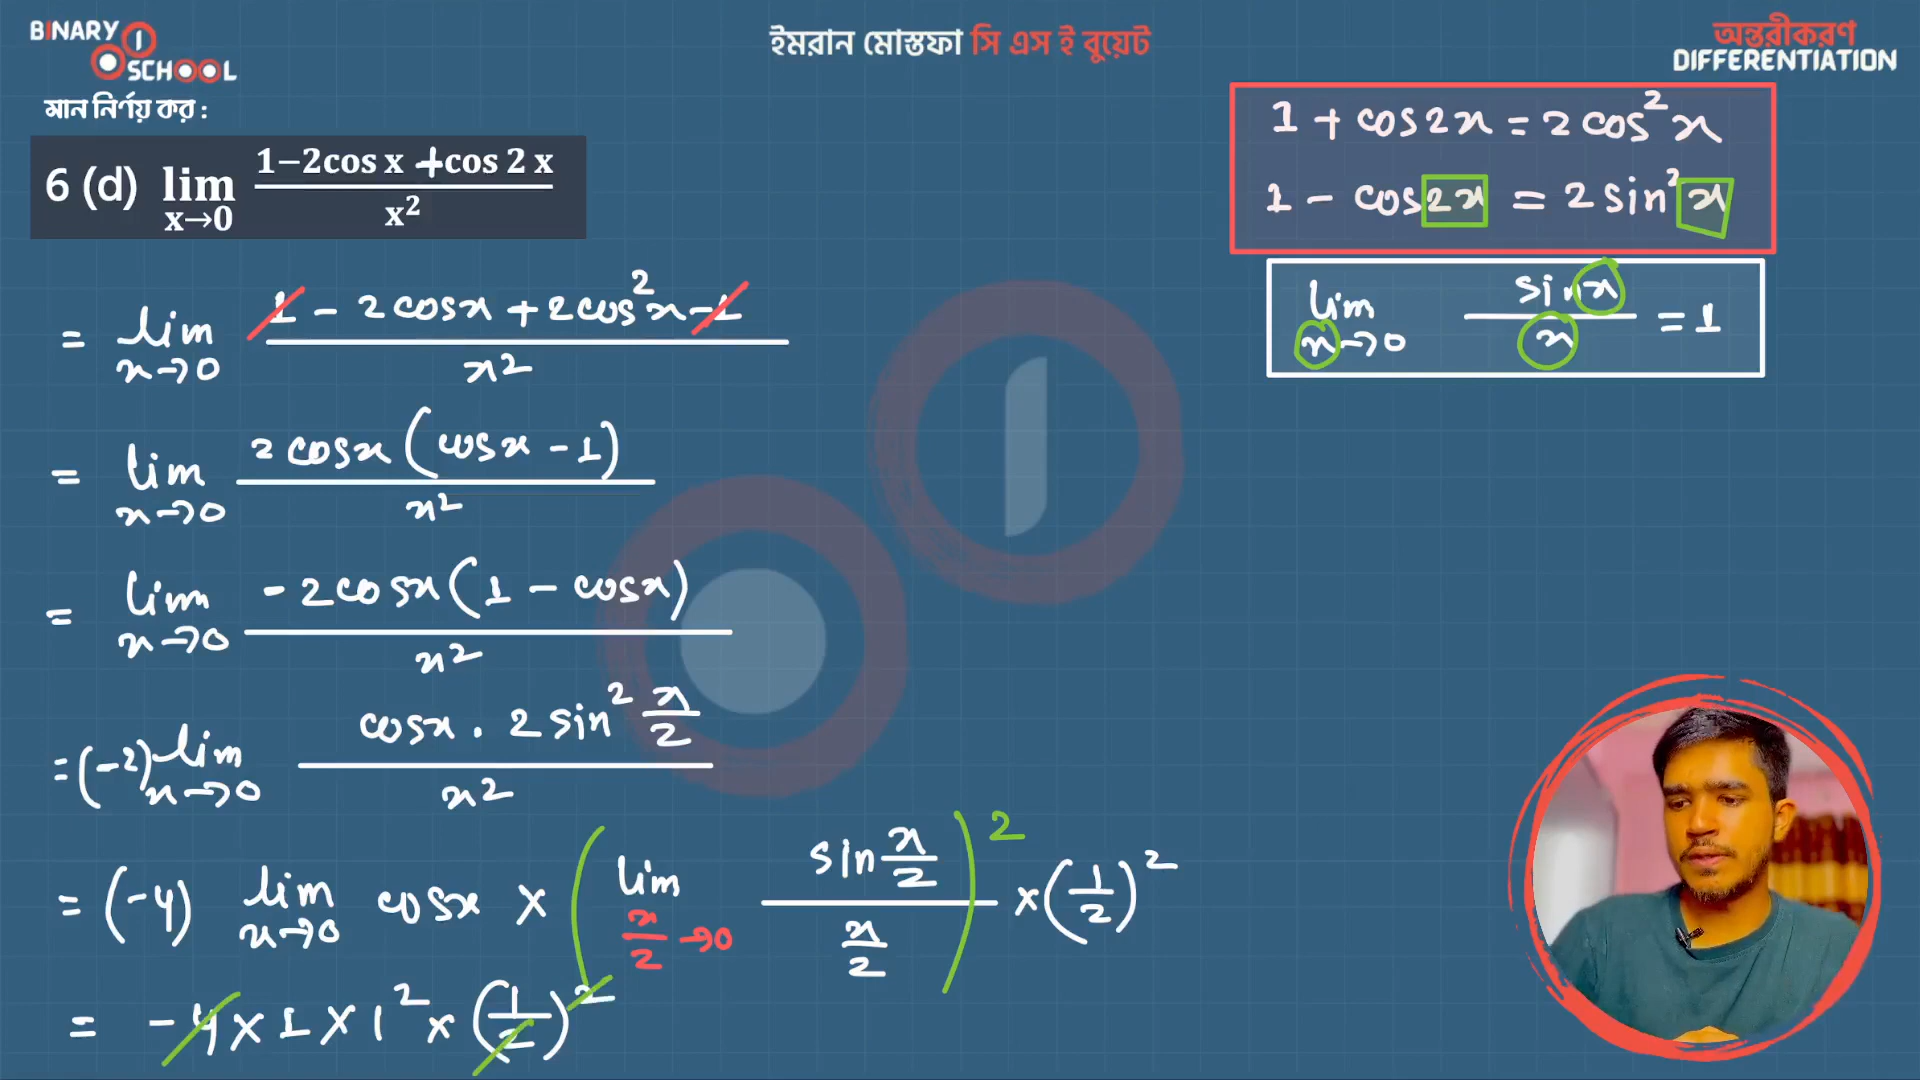 BINARY SCHOOL
ইমরান মোস্তফা সি এস ই বুয়েট
অন্তরীকরণ
DIFFERENTIATION
মান নির্ণয় কর :
6 (d) lim x→0 (1−2cos x + cos 2 x)/x²
1 + cos2x = 2cos²x
1 - cos2x = 2sin²x
lim x→0 sinx/x = 1
= lim x→0 (1 - 2cosx + 2cos²x - 1)/x²
= lim x→0 2cosx(cosx - 1)/x²
= lim x→0 -2cosx(1 - cosx)/x²
= (-2) lim x→0 (cosx . 2sin² x/2)/x²
= (-4) lim x→0 cosx × (lim x/2→0 (sin x/2)/(x/2))² × (1/2)²
= -4 × 1 × 1² × (1/2)²